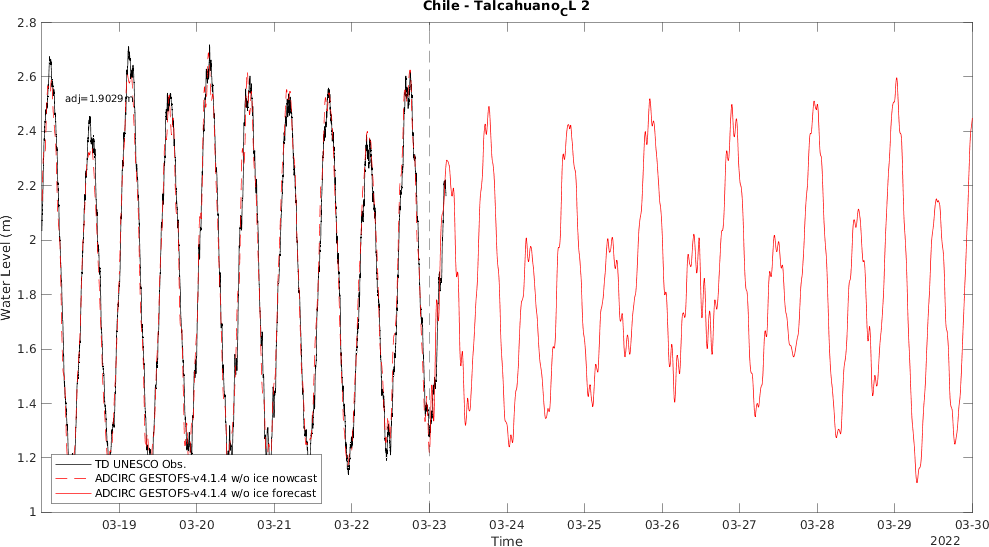 Chile - Talcahuano_CL 2
2.8
2.6
adj=1.9029m
2.4
2.2
2
1.8
1.6
1.4
1.2
1
Water Level (m)
TD UNESCO Obs.
ADCIRC GESTOFS-v4.1.4 w/o ice nowcast
ADCIRC GESTOFS-v4.1.4 w/o ice forecast
03-19 03-20 03-21 03-22 03-23 03-24 03-25 03-26 03-27 03-28 03-29 03-30
Time
2022